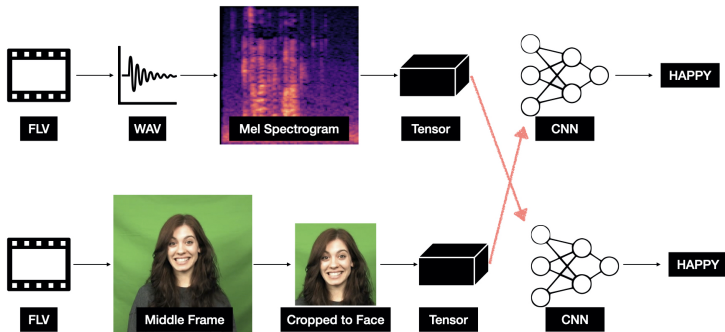 HAPPY
FLV
WAV
Mel Spectrogram
Tensor
CNN
HAPPY
FLV
Middle Frame
Cropped to Face
Tensor
CNN